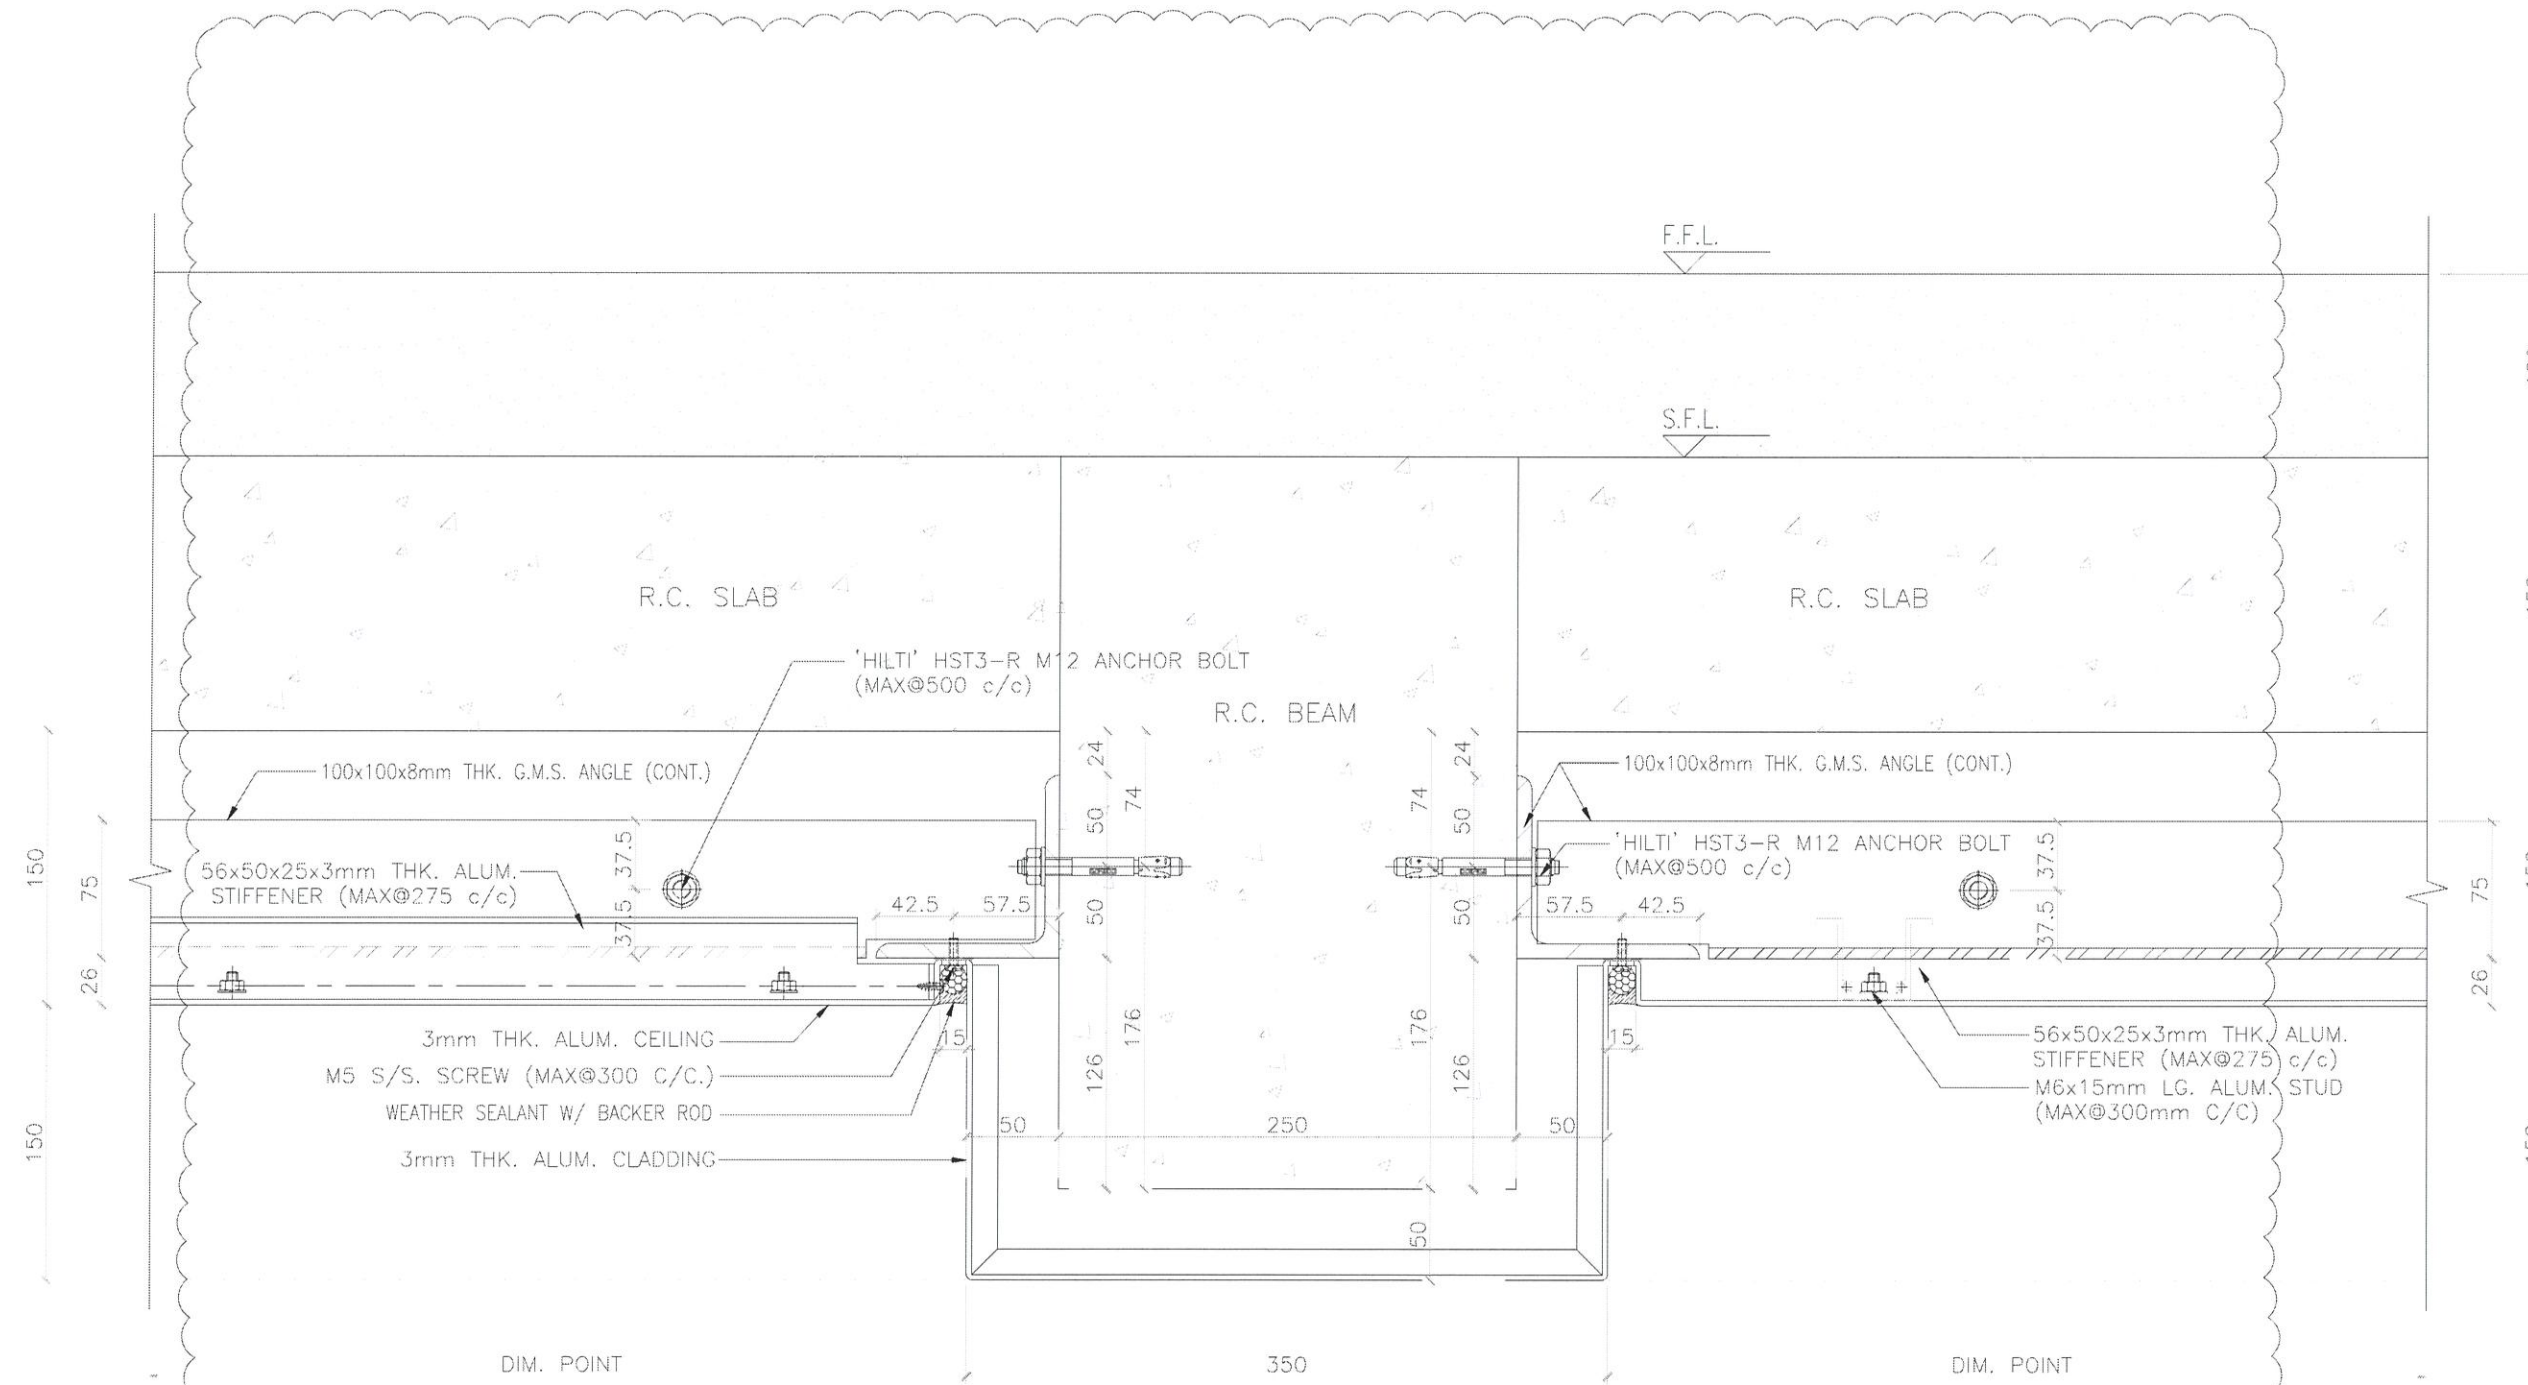 F.F.L.
S.F.L.
R.C. SLAB
R.C. SLAB
'HILTI' HST3-R M12 ANCHOR BOLT
(MAX@500 c/c)
R.C. BEAM
100x100x8mm THK. G.M.S. ANGLE (CONT.)
100x100x8mm THK. G.M.S. ANGLE (CONT.)
24
74
50
74
24
50
150
75
26
150
37.5
37.5
56x50x25x3mm THK. ALUM.
STIFFENER (MAX@275 c/c)
'HILTI' HST3-R M12 ANCHOR BOLT
(MAX@500 c/c)
42.5
57.5
50
50
57.5
42.5
37.5
37.5
75
26
3mm THK. ALUM. CEILING
15
M5 S/S. SCREW (MAX@300 C/C.)
WEATHER SEALANT W/ BACKER ROD
3mm THK. ALUM. CLADDING
126
176
176
126
15
56x50x25x3mm THK. ALUM.
STIFFENER (MAX@275 c/c)
M6x15mm LG. ALUM. STUD
(MAX@300mm C/C)
50
250
50
50
DIM. POINT
350
DIM. POINT